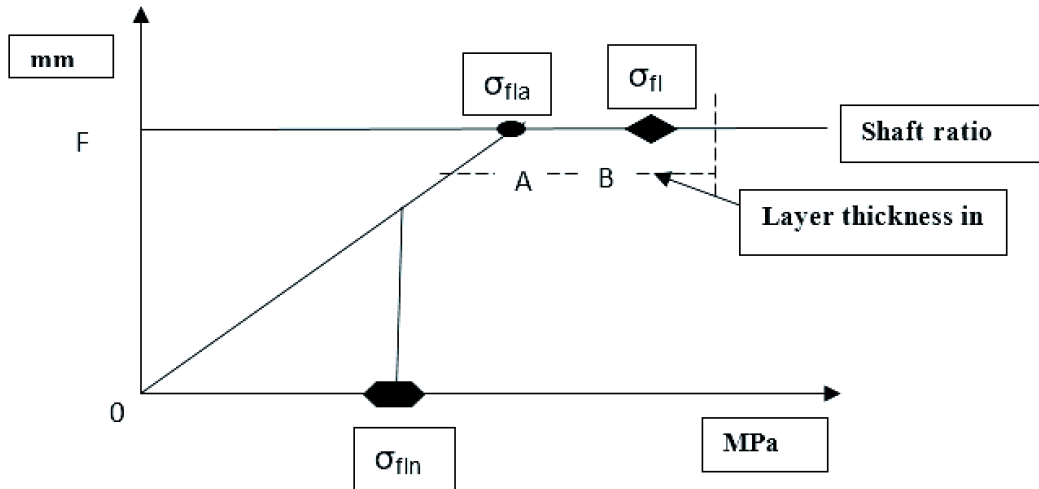 mm
σfla
σfl
F
Shaft ratio
A
B
Layer thickness in
0
σfln
MPa